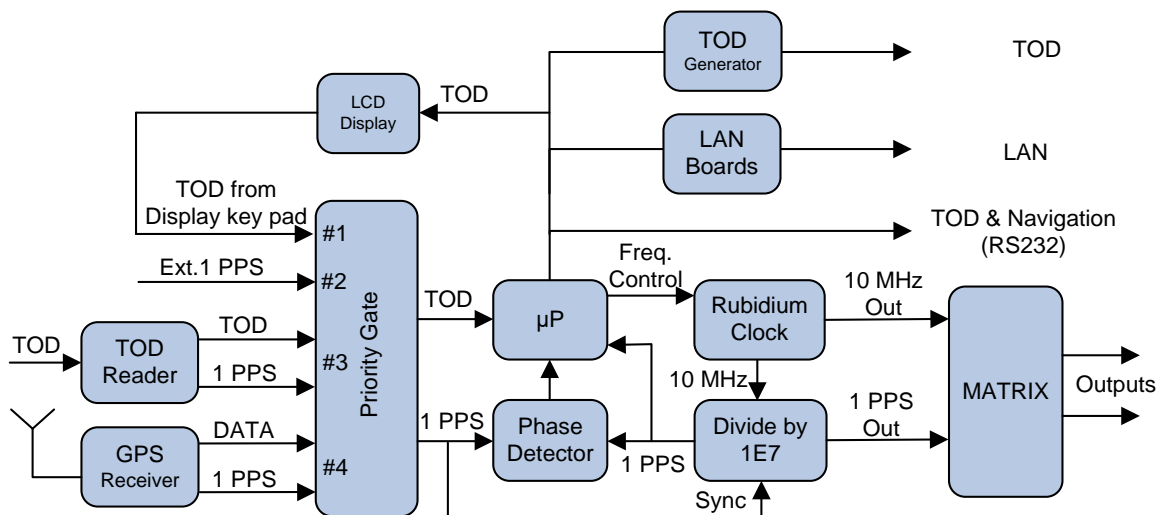 TOD
Generator
TOD
LCD
Display
TOD
LAN
Boards
LAN
TOD from
Display key pad
#1
TOD & Navigation
(RS232)
Ext.1 PPS
#2
Freq.
Control
TOD
µP
Rubidium
Clock
10 MHz
Out
TOD
TOD
Reader
TOD
1 PPS
#3
Priority Gate
10 MHz
MATRIX
Outputs
GPS
Receiver
DATA
1 PPS
#4
1 PPS
Phase
Detector
1 PPS
Divide by
1E7
1 PPS
Out
Sync